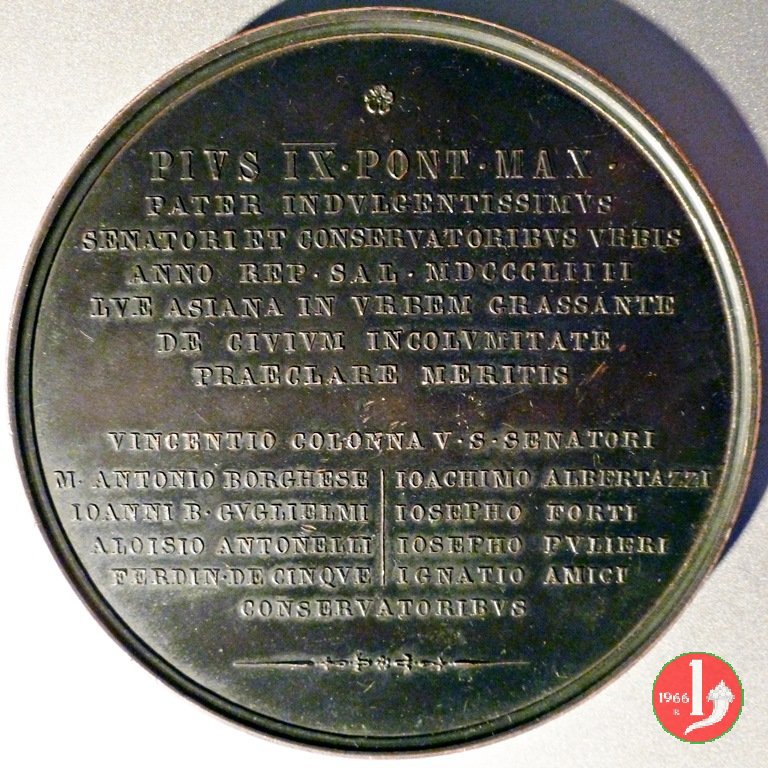 PIVS IX · PONT · MAX ·
PATER INDVLGENTISSIMVS
SENATORI ET CONSERVATORIBVS VRBIS
ANNO REP · SAL · MDCCCLIIII
LVE ASIANA IN VRBEM GRASSANTE
DE CIVIVM INCOLVMITATE
PRAECLARE MERITIS
VINCENTIO COLONNA V · S · SENATORI
M · ANTONIO BORGHESE
IOANNI B · GVGLIELMI
ALOISIO ANTONELLI
FERDIN · DE CINQVE
IOACHIMO ALBERTAZZI
IOSEPHO FORTI
IOSEPHO PVLIERI
IGNATIO AMICI
CONSERVATORIBVS
1966 1
R